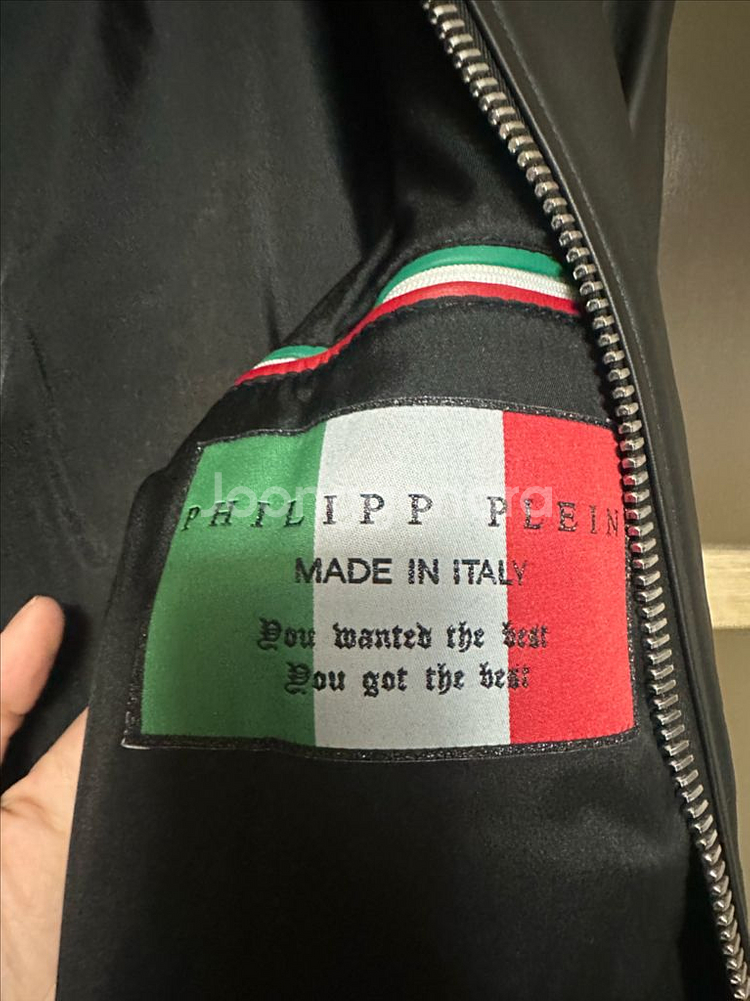 PHILIPP PLEIN
MADE IN ITALY
You wanted the best
You got the best